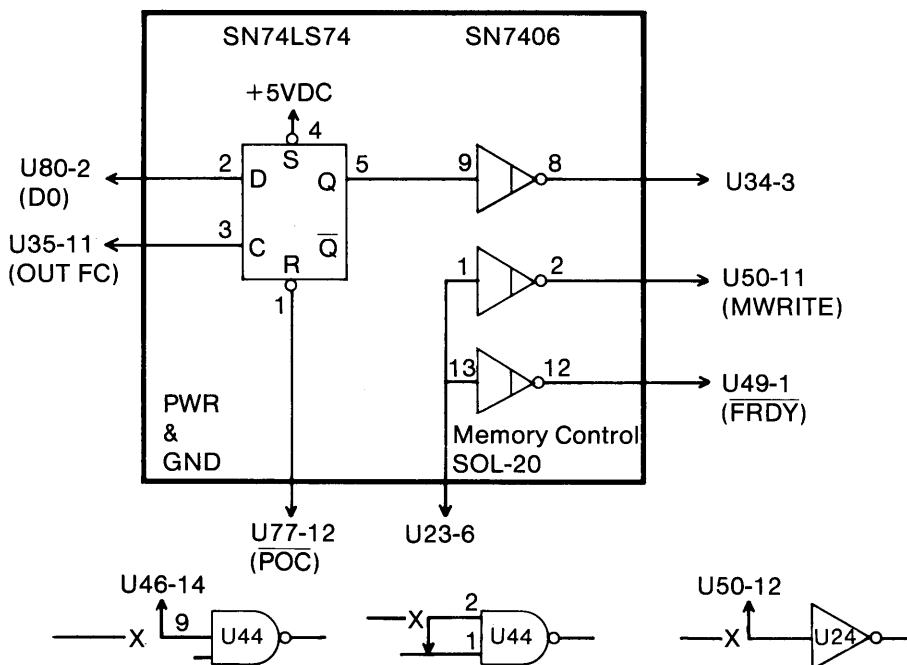 SN74LS74 SN7406
+5VDC
4
S
U80-2
(D0)
2
D
Q
5
9
8
U34-3
U35-11
(OUT FC)
3
C
Q̅
R
1
1
2
U50-11
(MWRITE)
13
12
U49-1
(F̅R̅D̅Y̅)
PWR
&
GND
Memory Control
SOL-20
U77-12
(P̅O̅C̅)
U23-6
U46-14
X
9
U44
X
2
1
U44
U50-12
X
U24